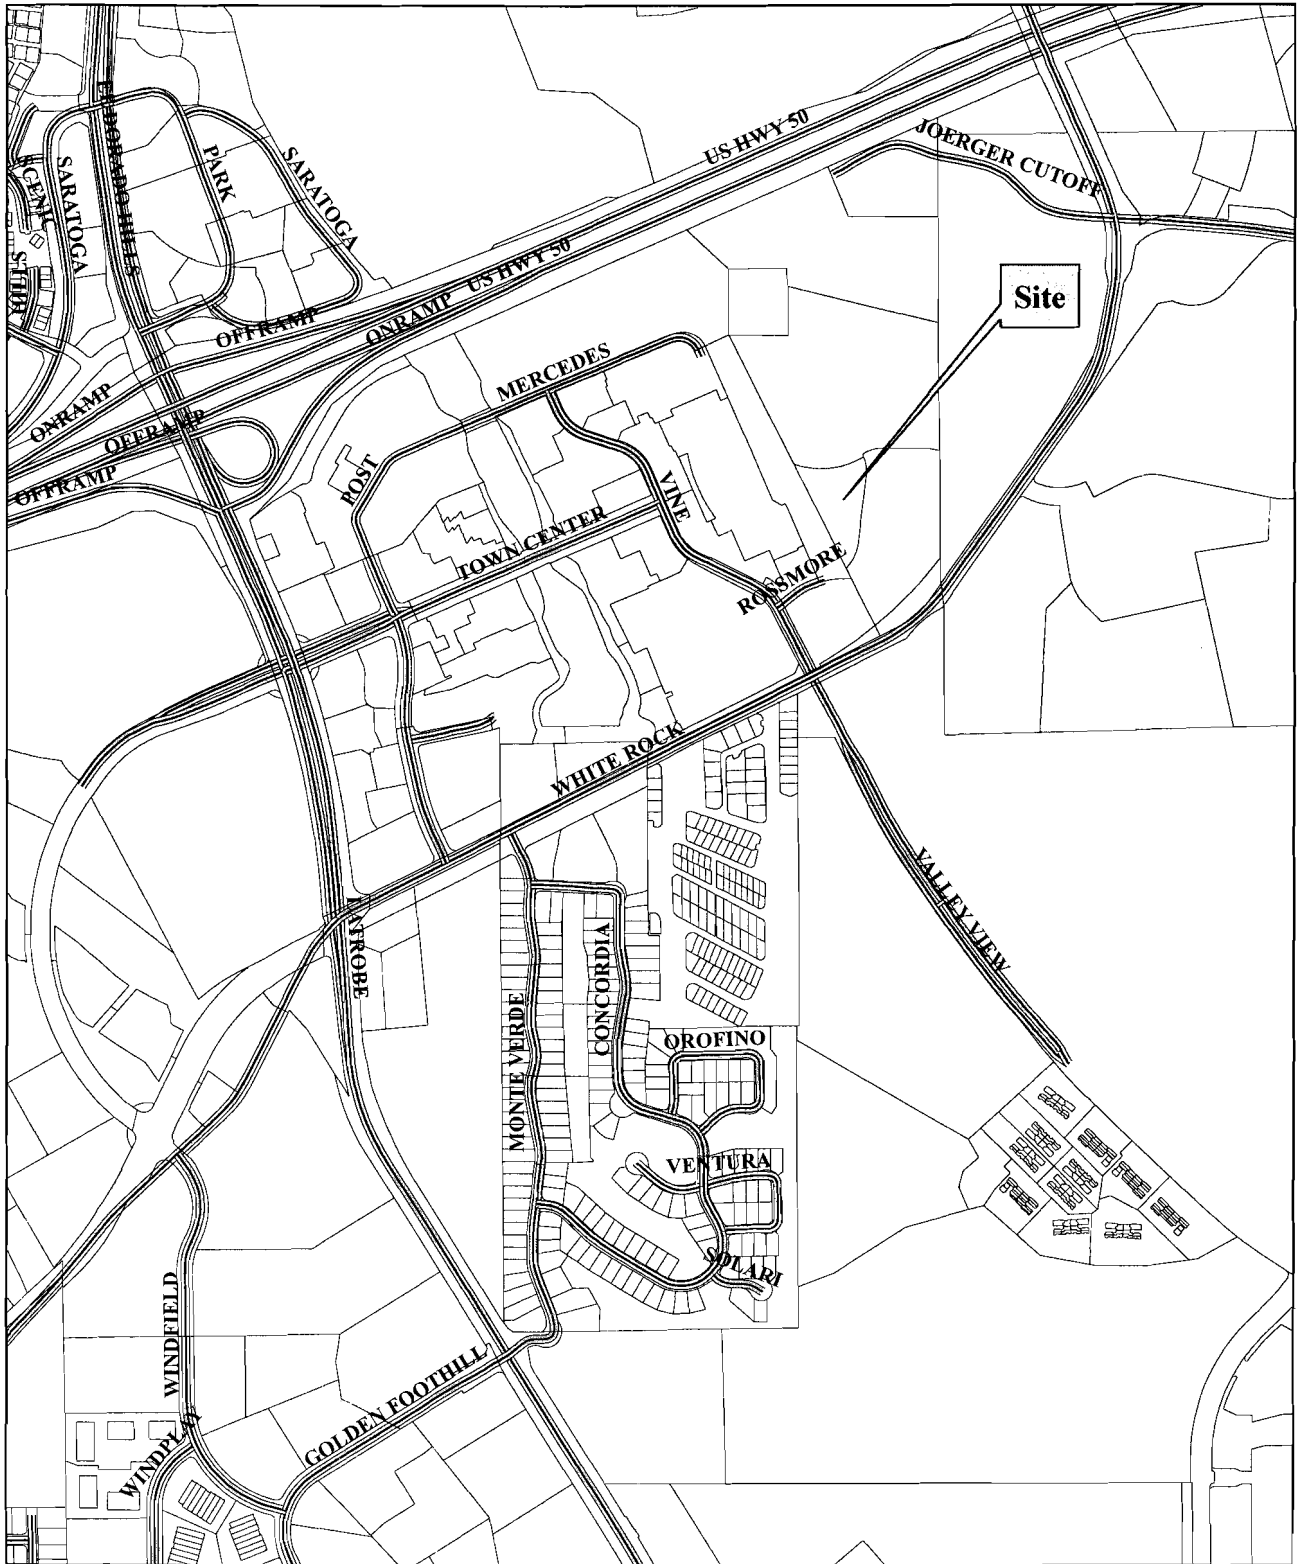 US HWY 50
JOERGER CUTOFF
EL DORADO HILLS
PARK
SARATOGA
SARATOGA
SCENIC
Site
US HWY 50
OFFRAMP
ONRAMP
MERCEDES
ONRAMP
OFFRAMP
OFFRAMP
POST
VINE
TOWN CENTER
ROSSMORE
WHITE ROCK
VALLEY VIEW
LATROBE
CONCORDIA
MONTE VERDE
OROFINO
VENTURA
SOLARI
WINDFIELD
GOLDEN FOOTHILL
WINDPLAY